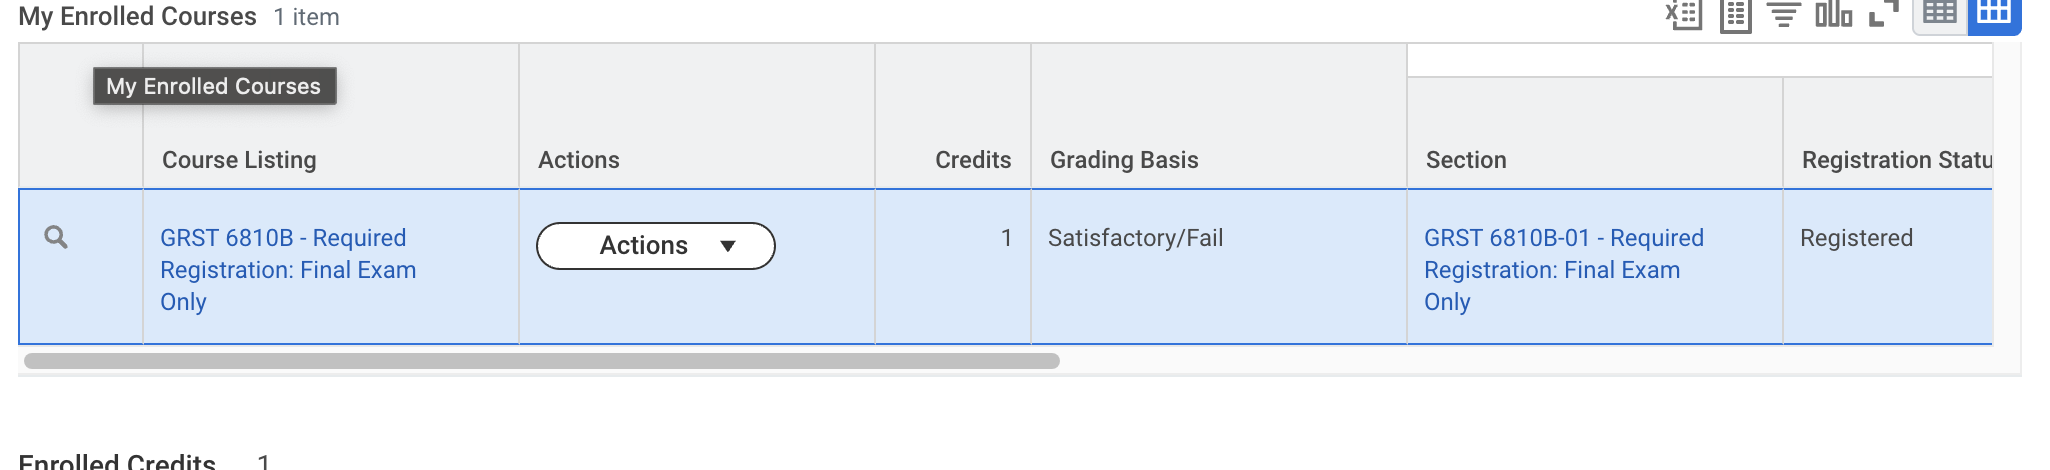 My Enrolled Courses 1 item
My Enrolled Courses
Course Listing Actions Credits Grading Basis Section Registration Statu
GRST 6810B - Required
Registration: Final Exam
Only
Actions
1
Satisfactory/Fail
GRST 6810B-01 - Required
Registration: Final Exam
Only
Registered
Enrolled Credits 1